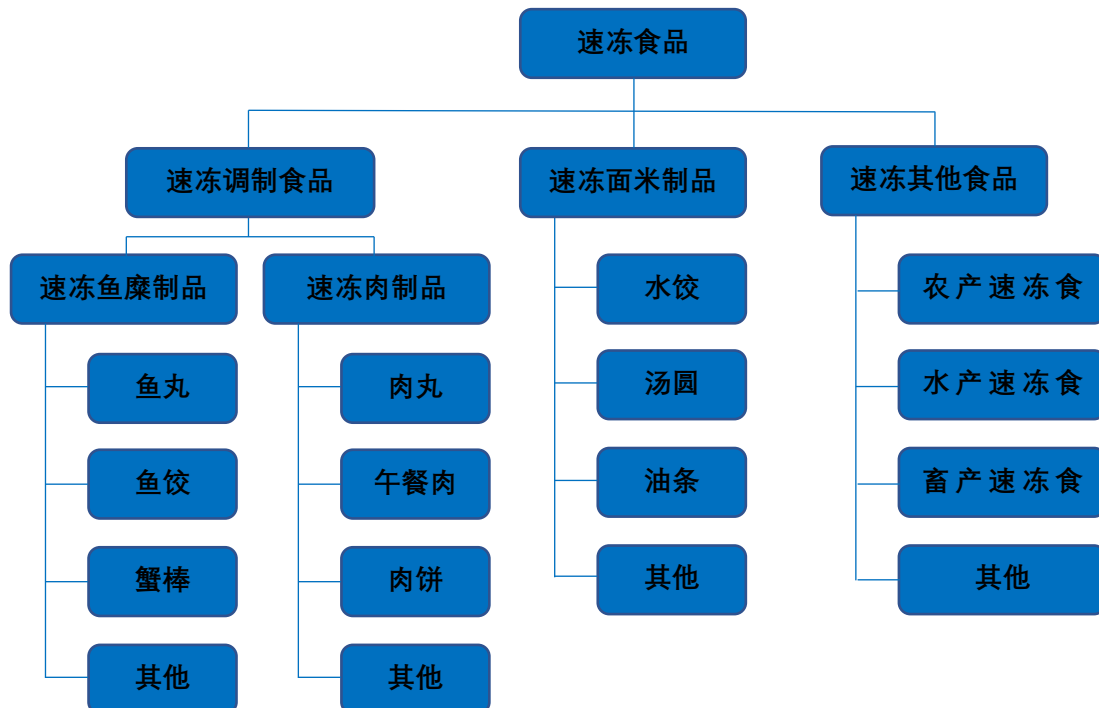 速冻食品
速冻调制食品
速冻面米制品
速冻其他食品
速冻鱼糜制品
速冻肉制品
鱼丸
鱼饺
蟹棒
其他
肉丸
午餐肉
肉饼
其他
水饺
汤圆
油条
其他
农产速冻食
水产速冻食
畜产速冻食
其他